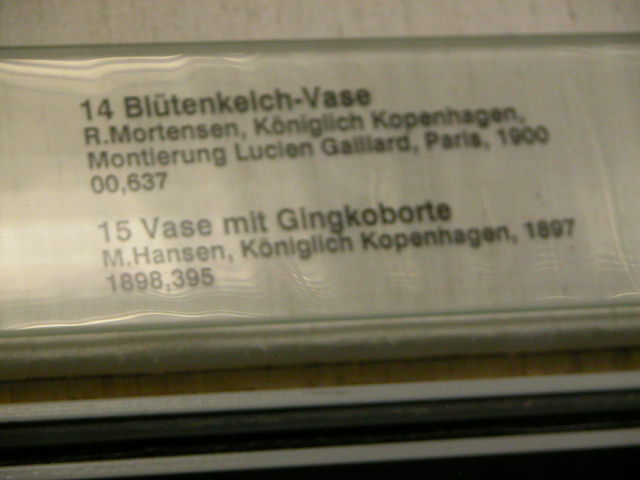 14 Blütenkelch-Vase
R.Mortensen, Königlich Kopenhagen,
Montierung Lucien Gaillard, Paris, 1900
00,637
15 Vase mit Gingkoborte
M.Hansen, Königlich Kopenhagen, 1897
1898,395